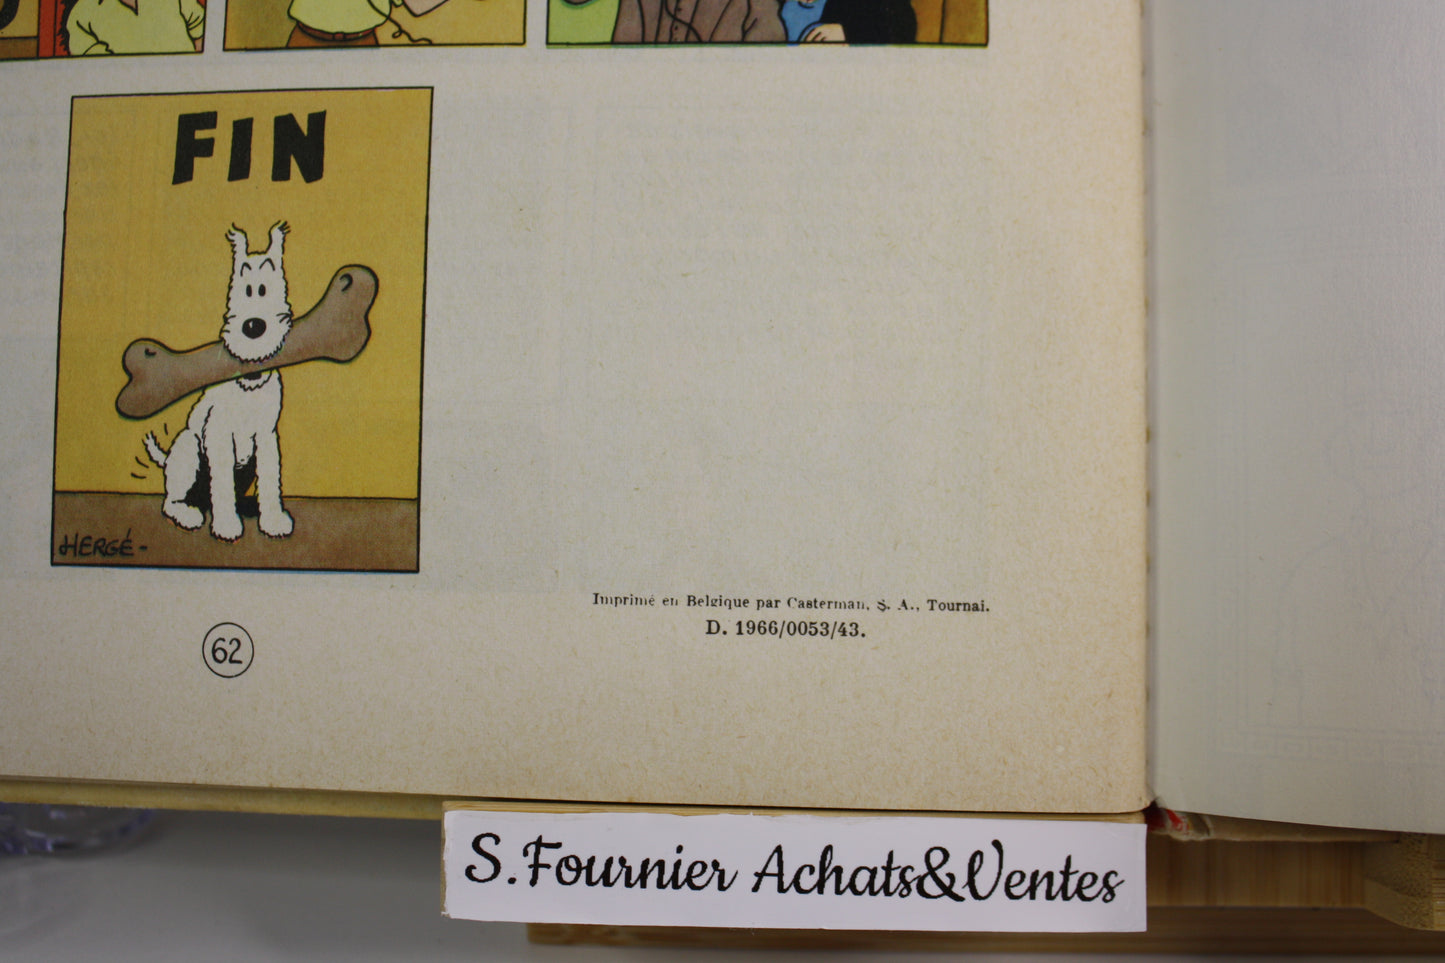 FIN
HERGÉ-
Imprimé en Belgique par Casterman, S. A., Tournai.
D. 1966/0053/43.
62
S.Fournier Achats&Ventes